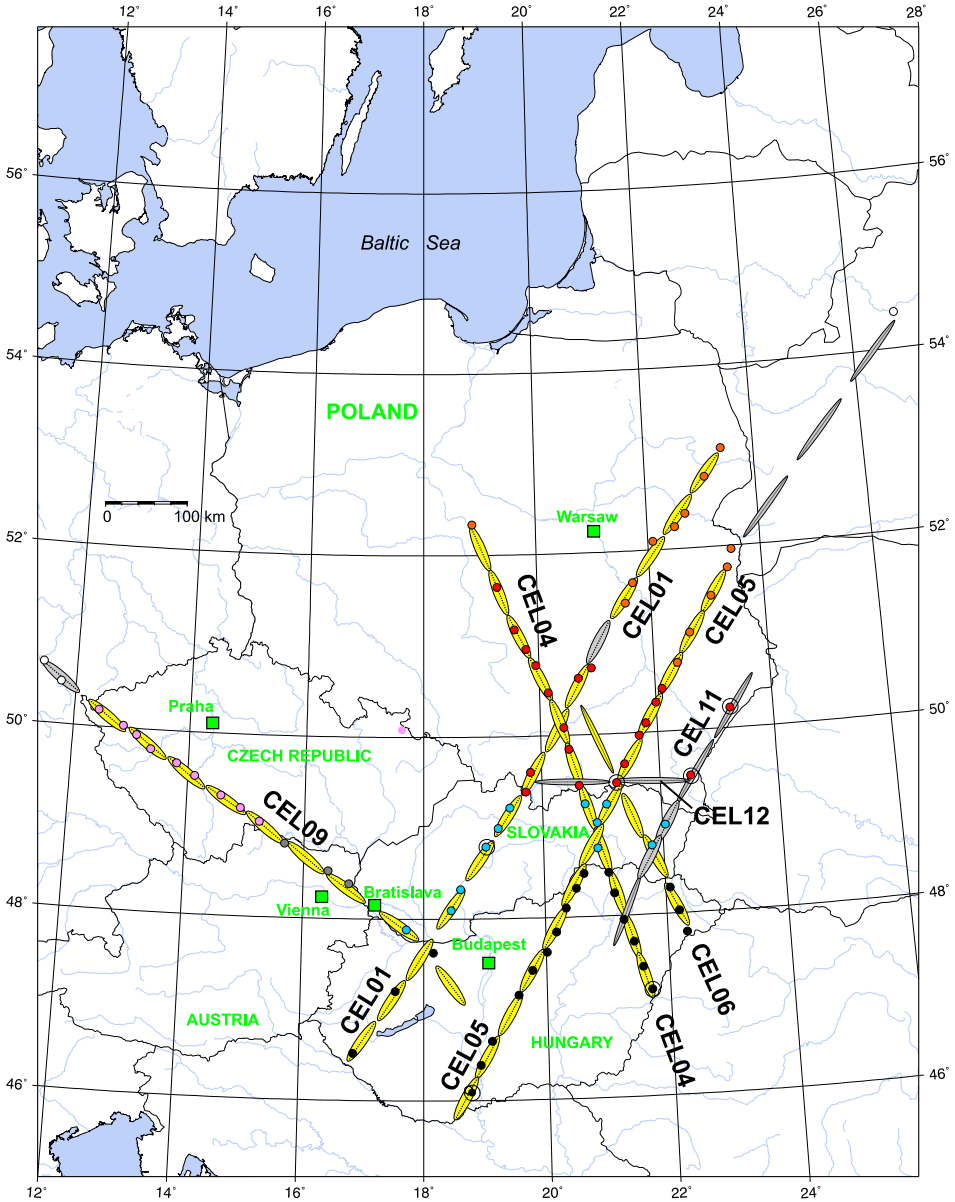 12° 14° 16° 18° 20° 22° 24° 26° 28°
56° 56°
Baltic Sea
54° 54°
POLAND
0 100 km
Warsaw
52° 52°
CEL04
CEL01
CEL05
Praha
50° 50°
CZECH REPUBLIC
CEL11
CEL09
CEL12
SLOVAKIA
Bratislava
48° 48°
Vienna
Budapest
CEL01
CEL06
AUSTRIA
CEL05
HUNGARY
CEL04
46° 46°
12° 14° 16° 18° 20° 22° 24°